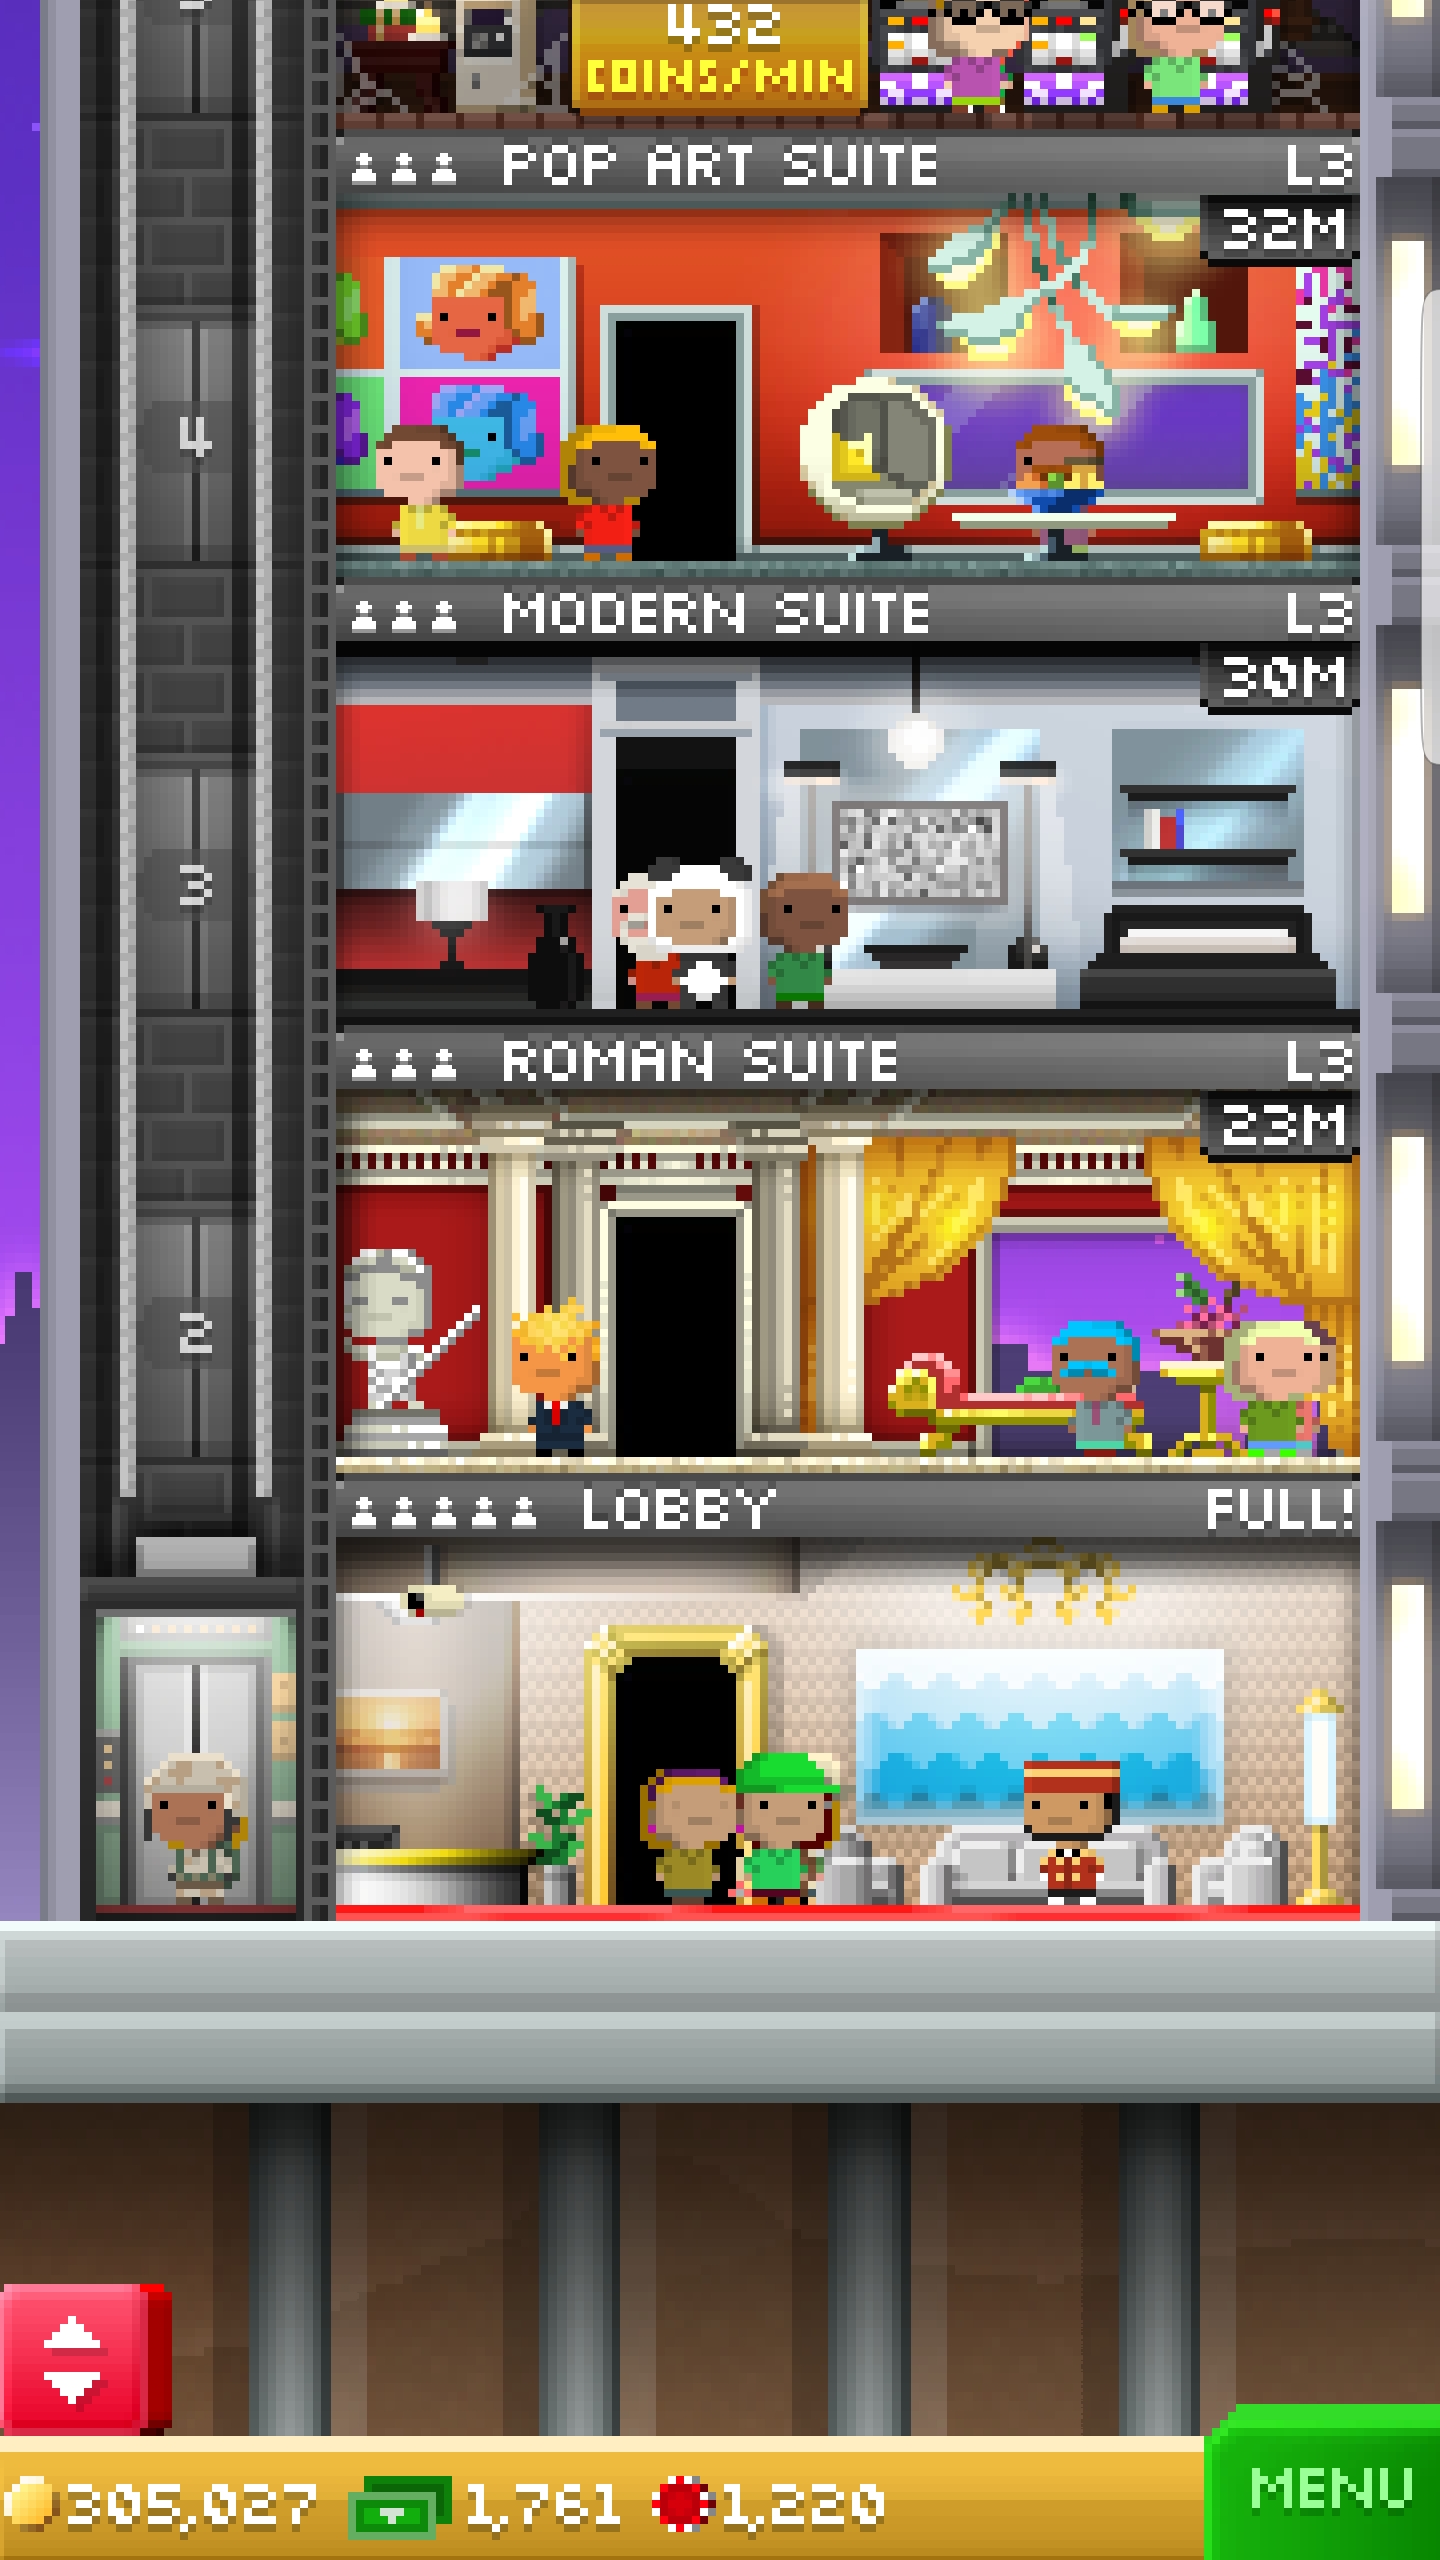 432
COINS/MIN
POP ART SUITE L3
32M
4
MODERN SUITE L3
30M
3
ROMAN SUITE L3
23M
2
LOBBY FULL!
305,027 1,761 1,220
MENU